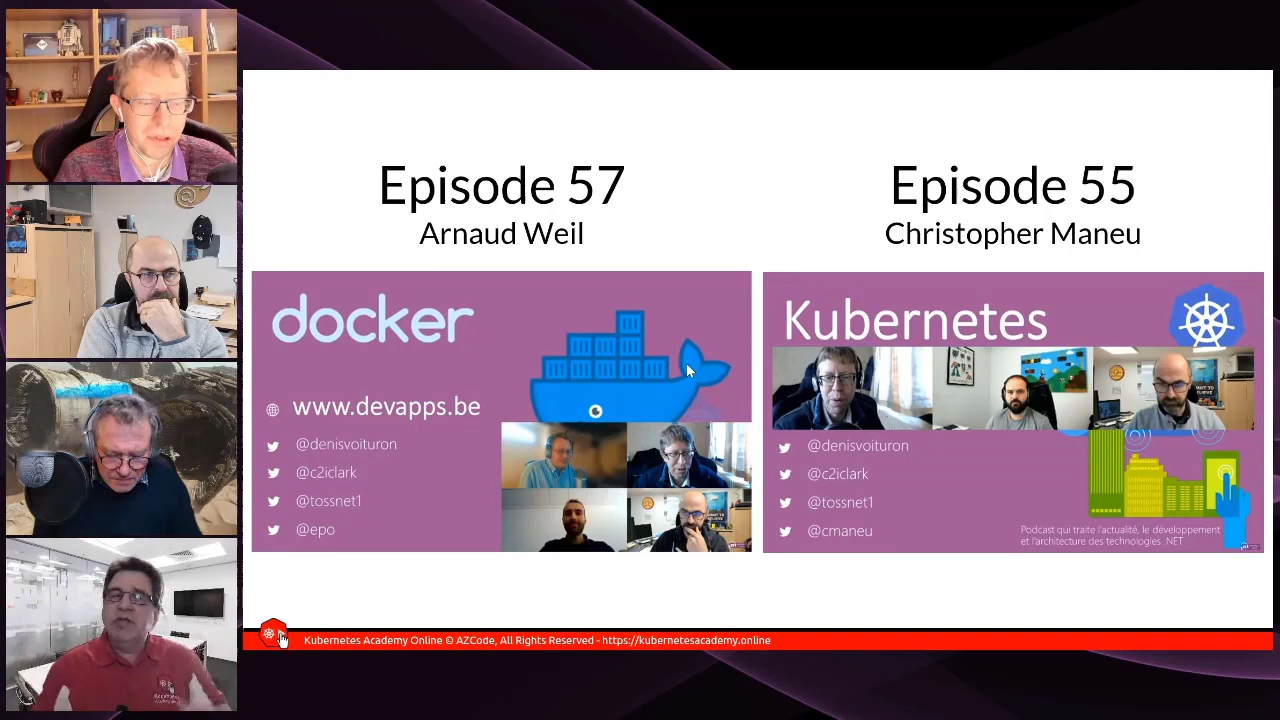 Episode 57
Arnaud Weil
docker
www.devapps.be
@denisvoituron
@c2iclark
@tossnet1
@epo
Episode 55
Christopher Maneu
Kubernetes
@denisvoituron
@c2iclark
@tossnet1
@cmaneu
Podcast qui traite l'actualité, le développement
et l'architecture des technologies .NET
Kubernetes Academy Online © AZCode, All Rights Reserved - https://kubernetesacademy.online